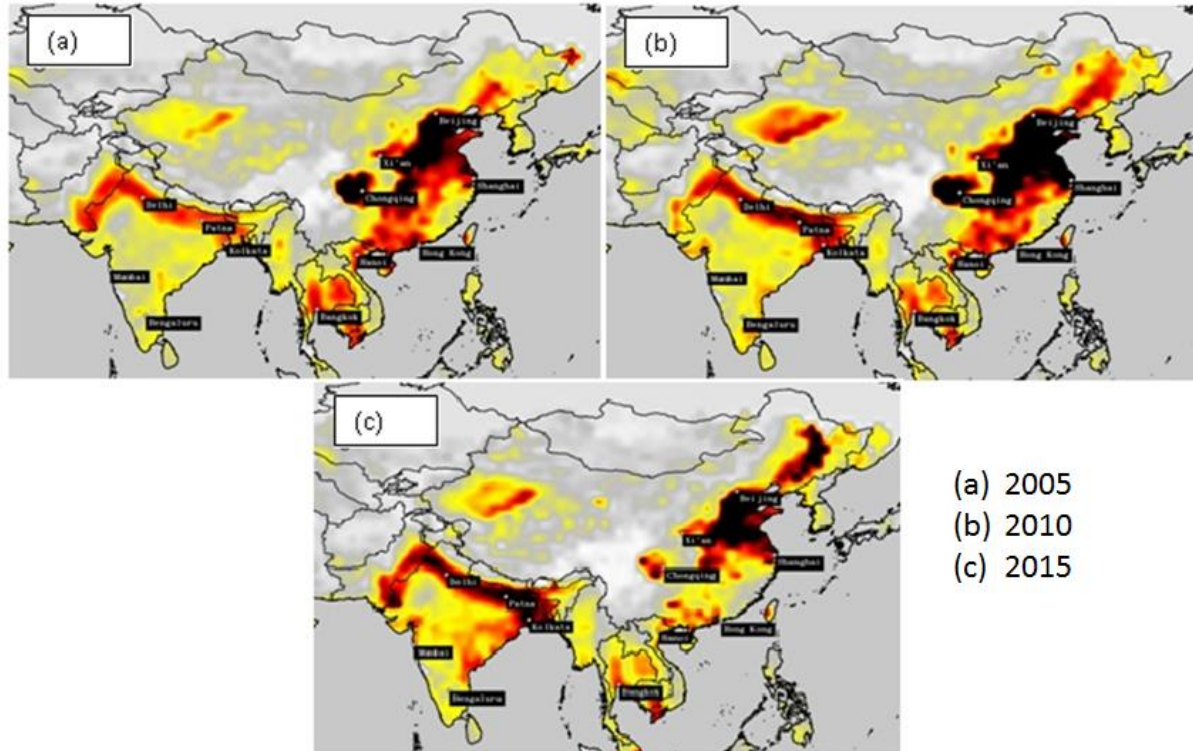 (a)
Beijing
Xi'an
Shanghai
Chongqing
Delhi
Patna
Kolkata
Hong Kong
Hanoi
Mumbai
Bangkok
Bengaluru
(b)
Beijing
Xi'an
Shanghai
Chongqing
Delhi
Patna
Kolkata
Hong Kong
Hanoi
Mumbai
Bangkok
Bengaluru
(c)
Beijing
Xi'an
Shanghai
Chongqing
Delhi
Patna
Kolkata
Hong Kong
Hanoi
Mumbai
Bangkok
Bengaluru
(a) 2005
(b) 2010
(c) 2015